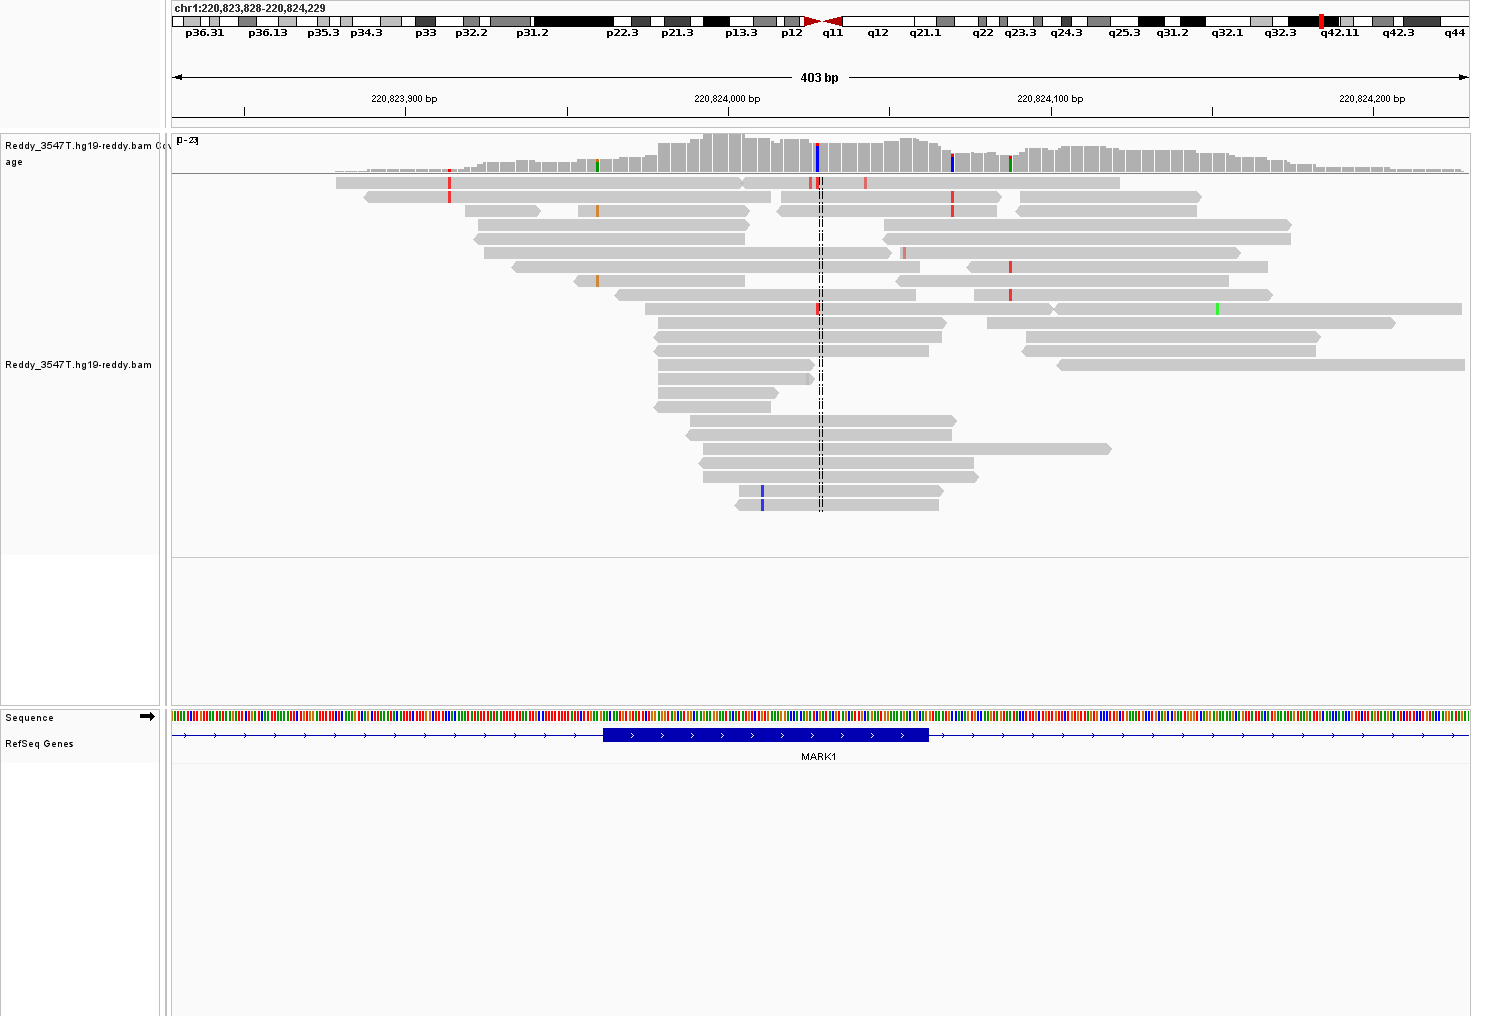 chr1:220,823,828-220,824,229
p36.31 p36.13 p35.3 p34.3 p33 p32.2 p31.2 p22.3 p21.3 p13.3 p12 q11 q12 q21.1 q22 q23.3 q24.3 q25.3 q31.2 q32.1 q32.3 q42.11 q42.3 q44
403 bp
220,823,900 bp 220,824,000 bp 220,824,100 bp 220,824,200 bp
Reddy_3547T.hg19-reddy.bam Cov
age
[0-23]
Reddy_3547T.hg19-reddy.bam
Sequence
RefSeq Genes
MARK1